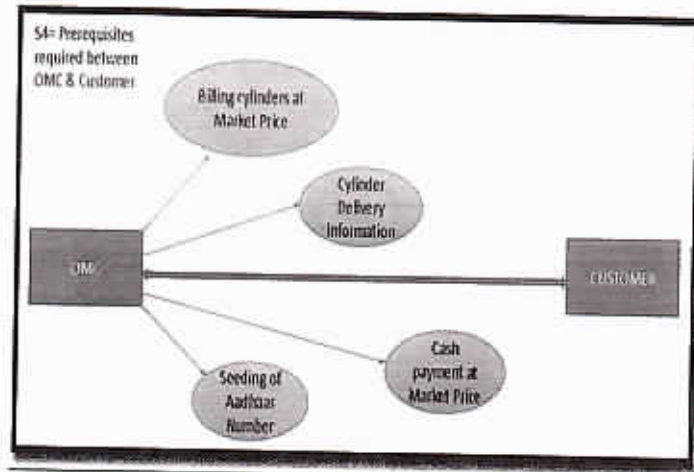 S4= Prerequisites
required between
OMC & Customer
Billing cylinders at
Market Price
Cylinder
Delivery
Information
OMC
CUSTOMER
Cash
payment at
Market Price
Seeding of
Aadhaar
Number